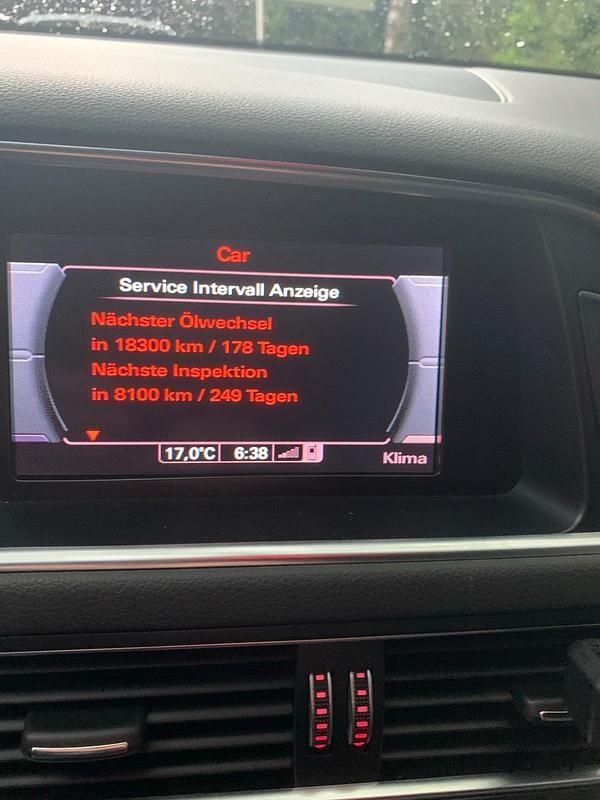 Car
Service Intervall Anzeige
Nächster Ölwechsel
in 18300 km / 178 Tagen
Nächste Inspektion
in 8100 km / 249 Tagen
17,0°C 6:38
Klima